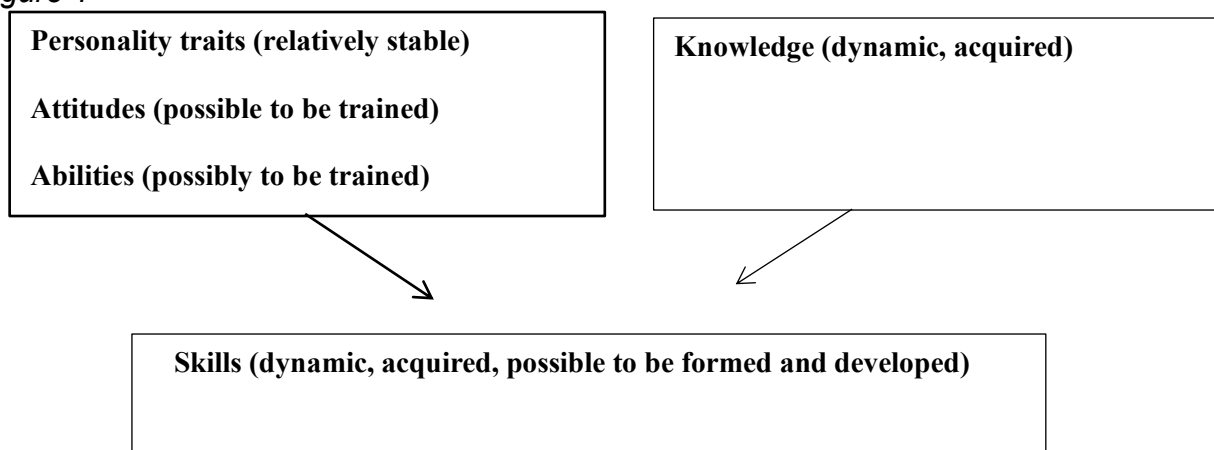 Personality traits (relatively stable)
Attitudes (possible to be trained)
Abilities (possibly to be trained)
Knowledge (dynamic, acquired)
Skills (dynamic, acquired, possible to be formed and developed)